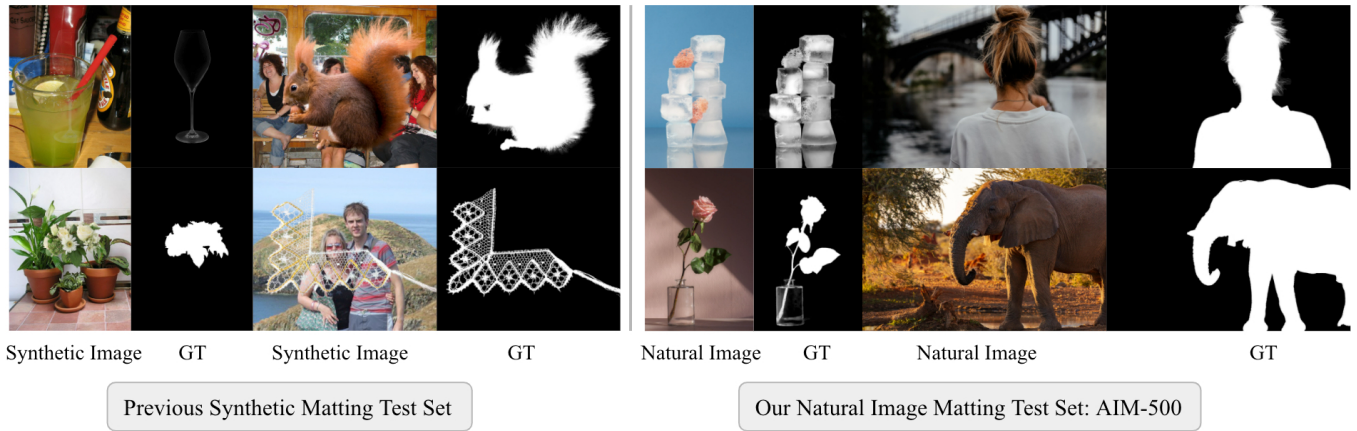 Synthetic Image GT Synthetic Image GT Natural Image GT Natural Image GT
Previous Synthetic Matting Test Set Our Natural Image Matting Test Set: AIM-500